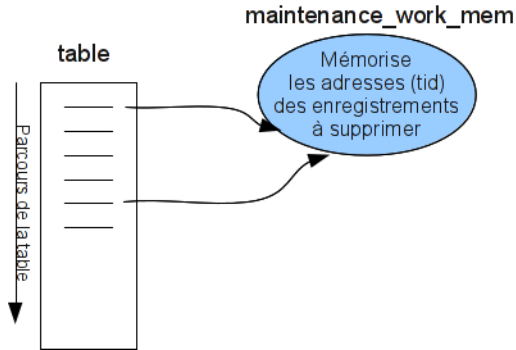 maintenance_work_mem
table
Mémorise
les adresses (tid)
des enregistrements
à supprimer
Parcours de la table